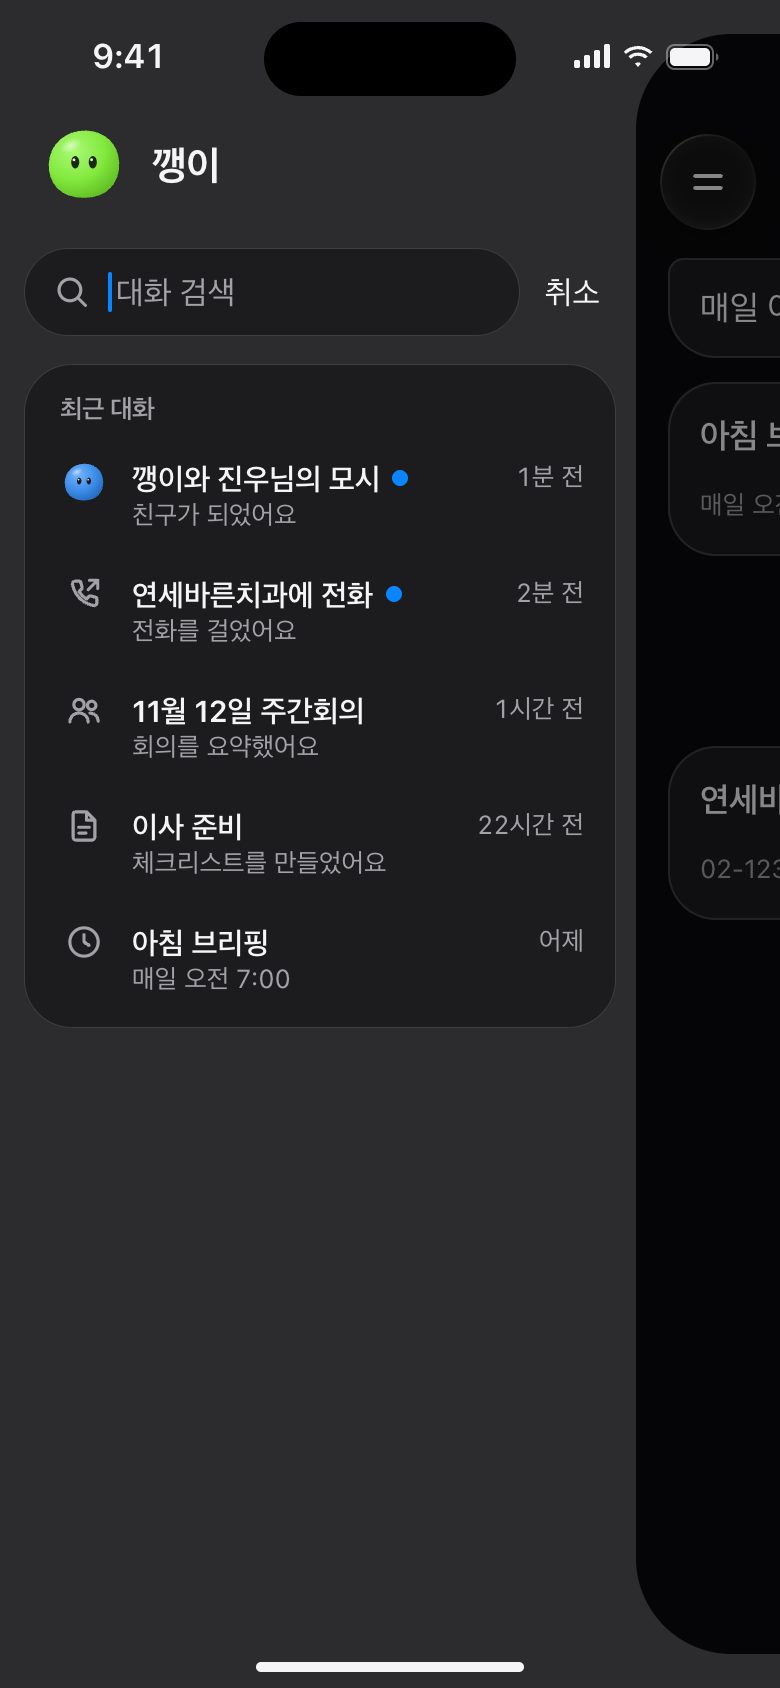 9:41
깽이
대화 검색
취소
최근 대화
깽이와 진우님의 모시
1분 전
친구가 되었어요
연세바른치과에 전화
2분 전
전화를 걸었어요
11월 12일 주간회의
1시간 전
회의를 요약했어요
이사 준비
22시간 전
체크리스트를 만들었어요
아침 브리핑
어제
매일 오전 7:00
매일
아침
매일
연세바
02-123